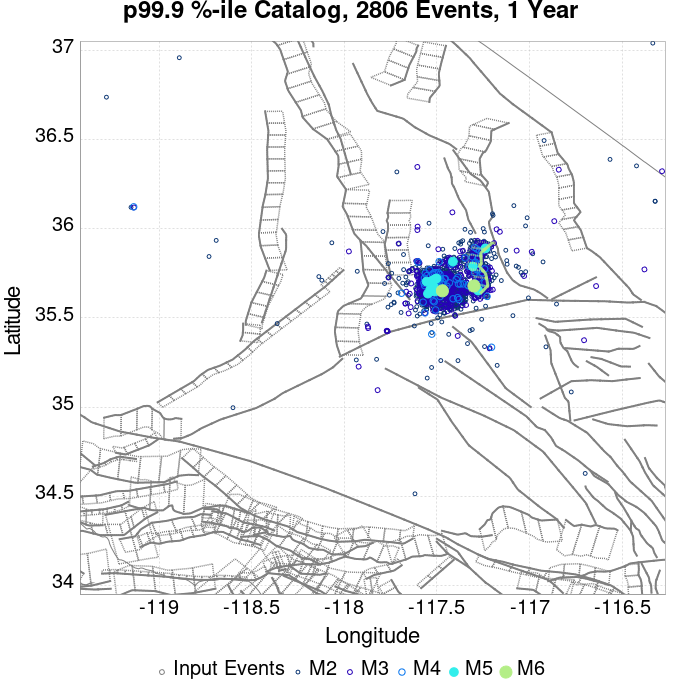 p99.9 %-ile Catalog, 2806 Events, 1 Year
37
36.5
36
35.5
35
34.5
34
Latitude
-119 -118.5 -118 -117.5 -117 -116.5
Longitude
Input Events M2 M3 M4 M5 M6